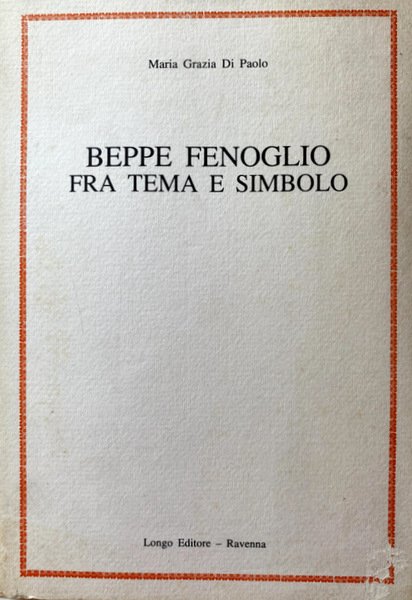 Maria Grazia Di Paolo
BEPPE FENOGLIO
FRA TEMA E SIMBOLO
Longo Editore – Ravenna